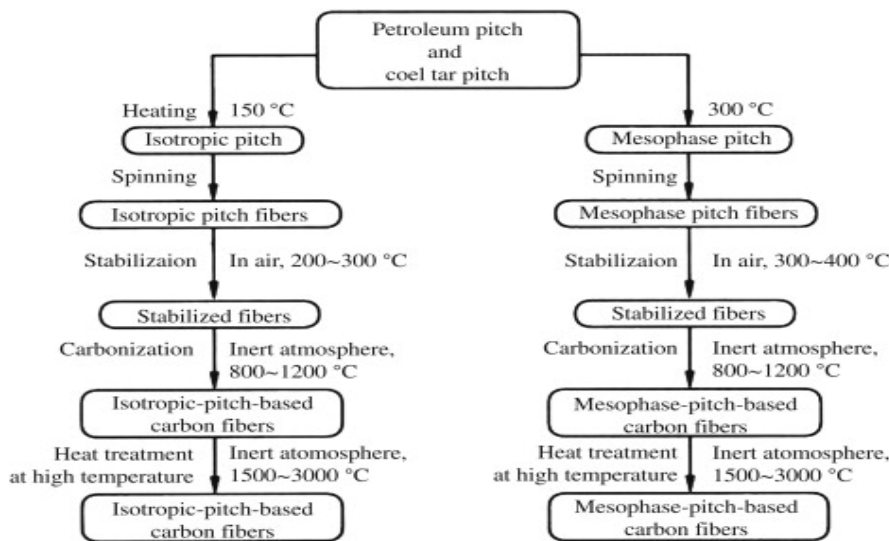 Petroleum pitch
and
coel tar pitch
Heating 150 °C
300 °C
Isotropic pitch
Mesophase pitch
Spinning
Spinning
Isotropic pitch fibers
Mesophase pitch fibers
Stabilizaion In air, 200~300 °C
Stabilization In air, 300~400 °C
Stabilized fibers
Stabilized fibers
Carbonization Inert atmosphere,
800~1200 °C
Carbonization Inert atmosphere,
800~1200 °C
Isotropic-pitch-based
carbon fibers
Mesophase-pitch-based
carbon fibers
Heat treatment Inert atomosphere,
at high temperature 1500~3000 °C
Heat treatment Inert atomosphere,
at high temperature 1500~3000 °C
Isotropic-pitch-based
carbon fibers
Mesophase-pitch-based
carbon fibers